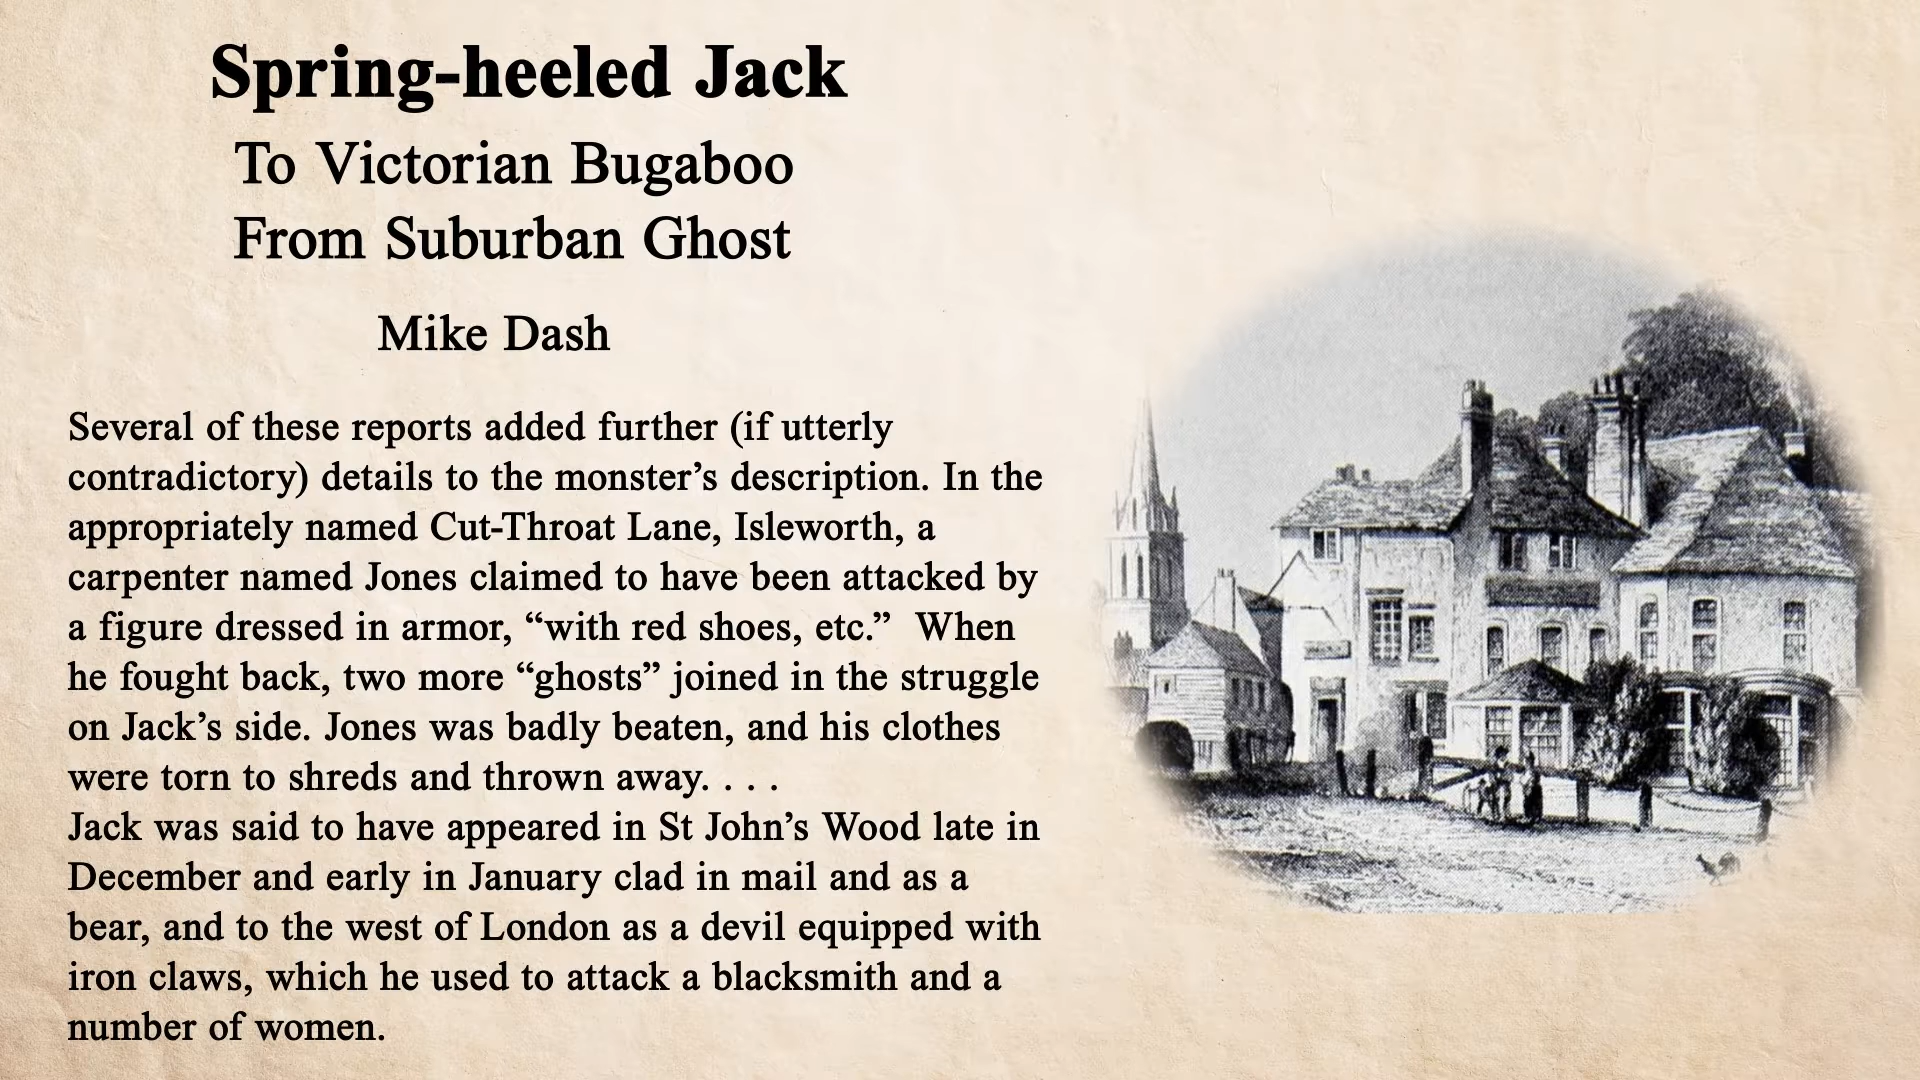 Spring-heeled Jack
To Victorian Bugaboo
From Suburban Ghost
Mike Dash
Several of these reports added further (if utterly
contradictory) details to the monster’s description. In the
appropriately named Cut-Throat Lane, Isleworth, a
carpenter named Jones claimed to have been attacked by
a figure dressed in armor, “with red shoes, etc.”  When
he fought back, two more “ghosts” joined in the struggle
on Jack’s side. Jones was badly beaten, and his clothes
were torn to shreds and thrown away. . . .
Jack was said to have appeared in St John’s Wood late in
December and early in January clad in mail and as a
bear, and to the west of London as a devil equipped with
iron claws, which he used to attack a blacksmith and a
number of women.